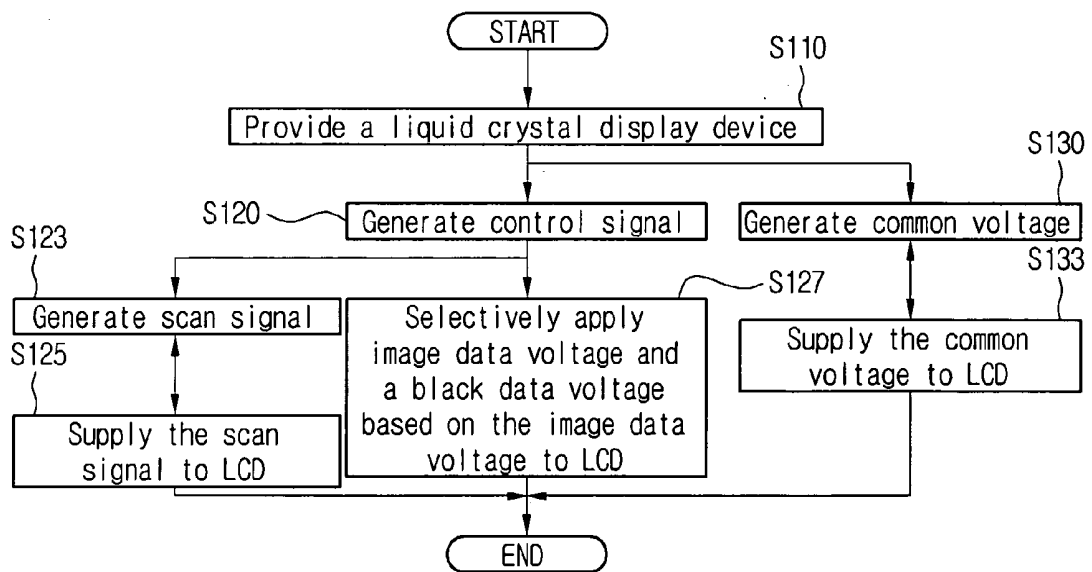 START
S110
Provide a liquid crystal display device
S130
S120
Generate control signal
Generate common voltage
S123
S133
S127
Generate scan signal
Selectively apply
image data voltage and
a black data voltage
based on the image data
voltage to LCD
Supply the common
voltage to LCD
S125
Supply the scan
signal to LCD
END